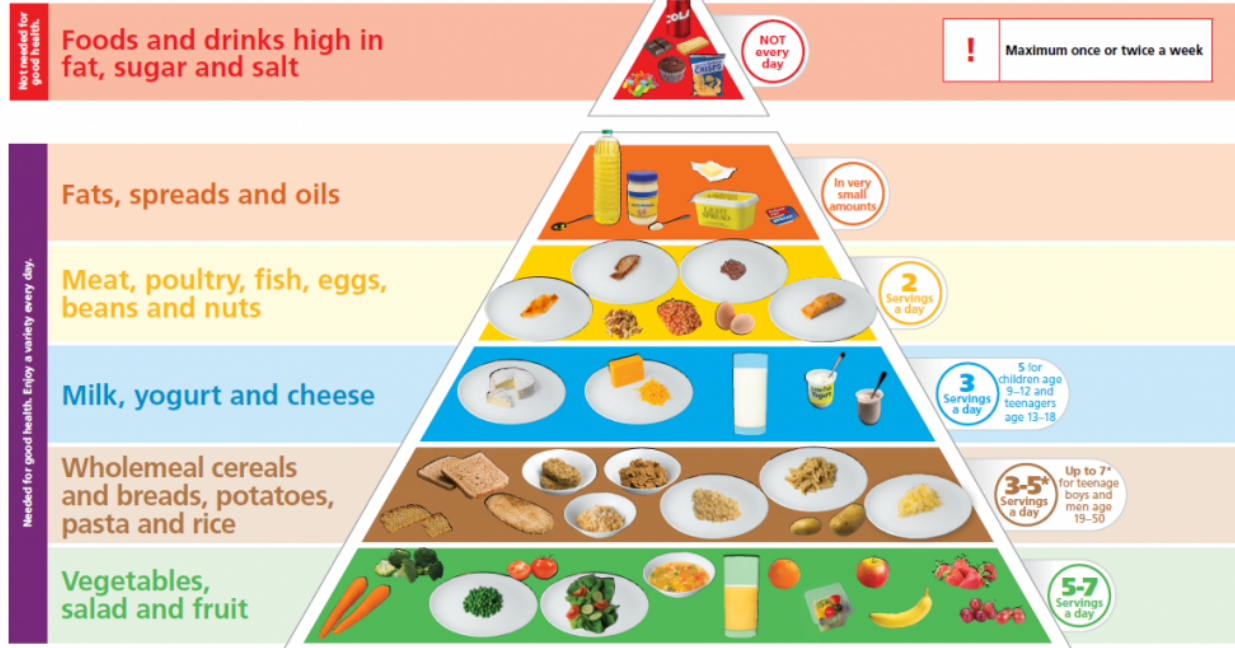 Not needed for
good health.
Foods and drinks high in
fat, sugar and salt
COLA
CRISPS
NOT
every
day
!
Maximum once or twice a week
Needed for good health. Enjoy a variety every day.
Fats, spreads and oils
LIGHT
SPREAD
In very
small
amounts
Meat, poultry, fish, eggs,
beans and nuts
2
Servings
a day
Milk, yogurt and cheese
Low Fat
Yogurt
3
Servings
a day
5 for
children age
9–12 and
teenagers
age 13–18
Wholemeal cereals
and breads, potatoes,
pasta and rice
3-5*
Servings
a day
Up to 7*
for teenage
boys and
men age
19–50
Vegetables,
salad and fruit
5-7
Servings
a day